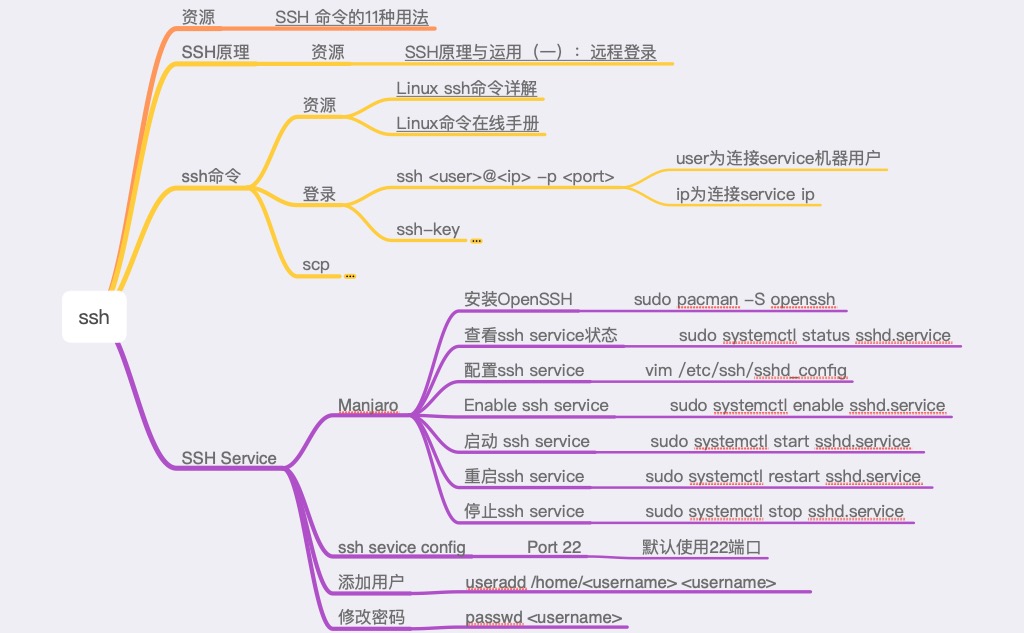 资源 SSH 命令的11种用法
SSH原理 资源 SSH原理与运用（一）：远程登录
Linux ssh命令详解
资源
Linux命令在线手册
user为连接service机器用户
ssh命令 ssh <user>@<ip> -p <port>
登录 ip为连接service ip
ssh-key
scp
安装OpenSSH sudo pacman -S openssh
ssh
查看ssh service状态 sudo systemctl status sshd.service
配置ssh service vim /etc/ssh/sshd_config
Manjaro Enable ssh service sudo systemctl enable sshd.service
启动 ssh service sudo systemctl start sshd.service
SSH Service
重启ssh service sudo systemctl restart sshd.service
停止ssh service sudo systemctl stop sshd.service
ssh sevice config Port 22 默认使用22端口
添加用户 useradd /home/<username> <username>
修改密码 passwd <username>